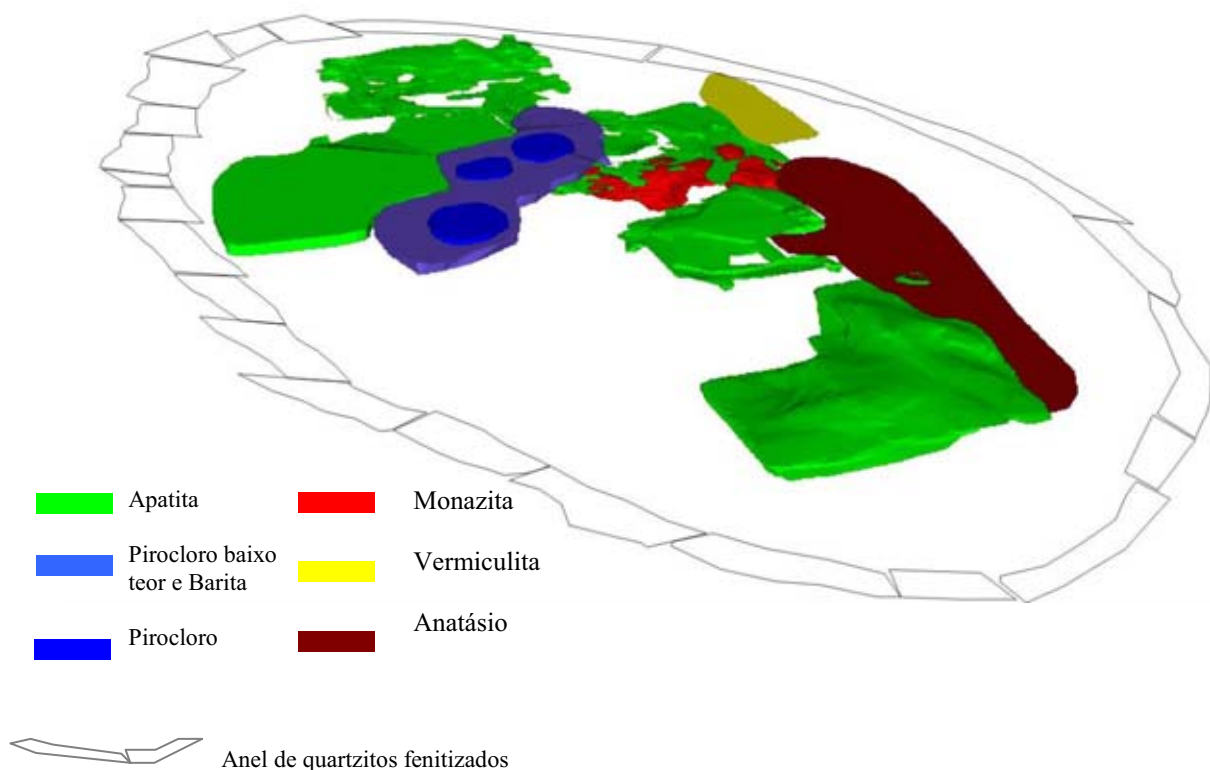 Apatita
Pirocloro baixo
teor e Barita
Pirocloro
Monazita
Vermiculita
Anatásio
Anel de quartzitos fenitizados